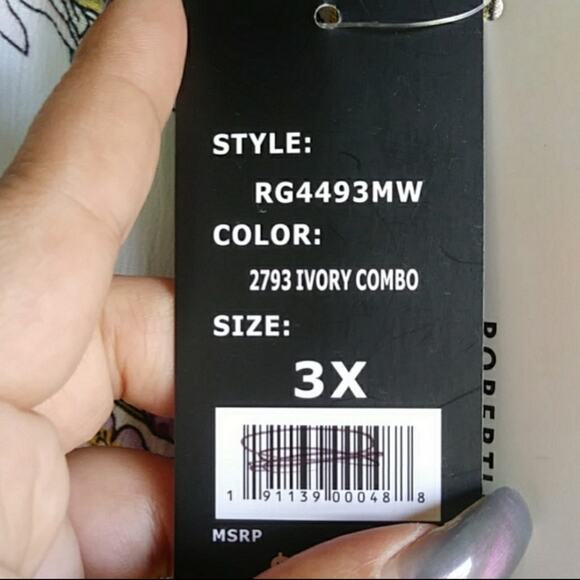 STYLE:
RG4493MW
COLOR:
2793 IVORY COMBO
SIZE:
3X
1 91139 00048 8
MSRP
$